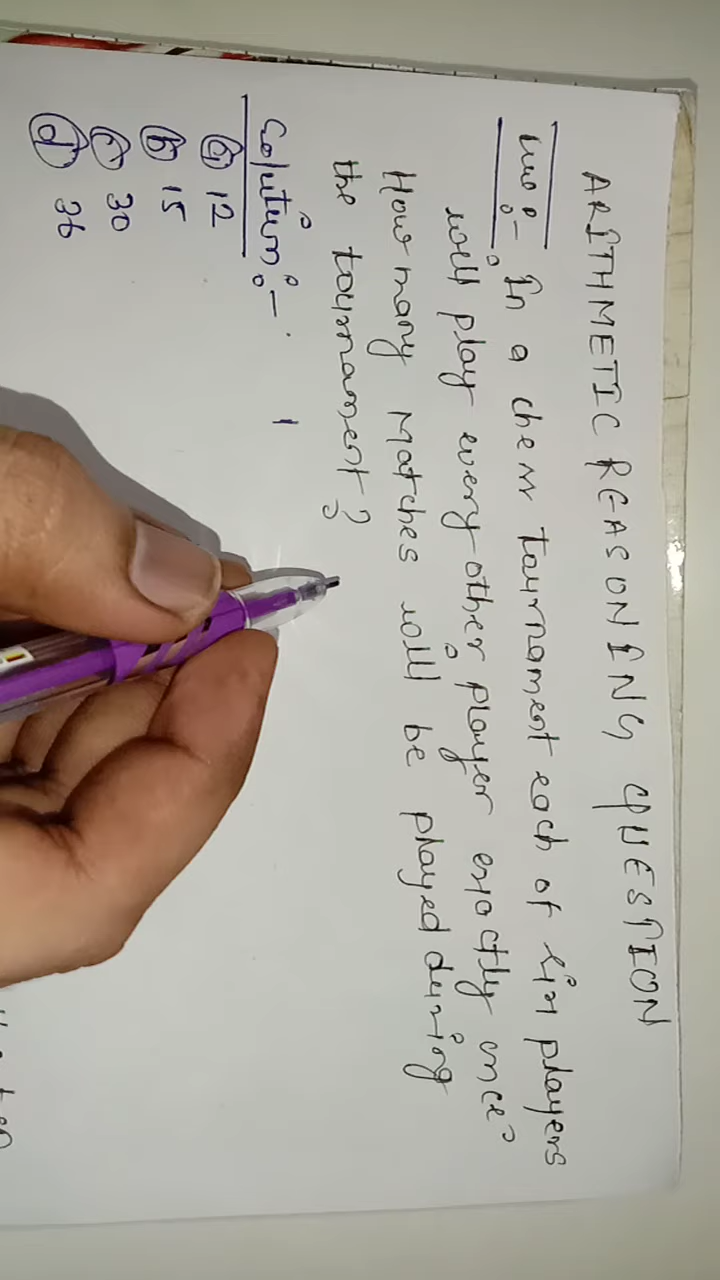 ARITHMETIC REASONING QUESTION
In a chess tournament each of six players
will play every other player exactly once?
How many Matches will be played during
the tournament?
Solution:-
(a) 12
(b) 15
(c) 30
(d) 36